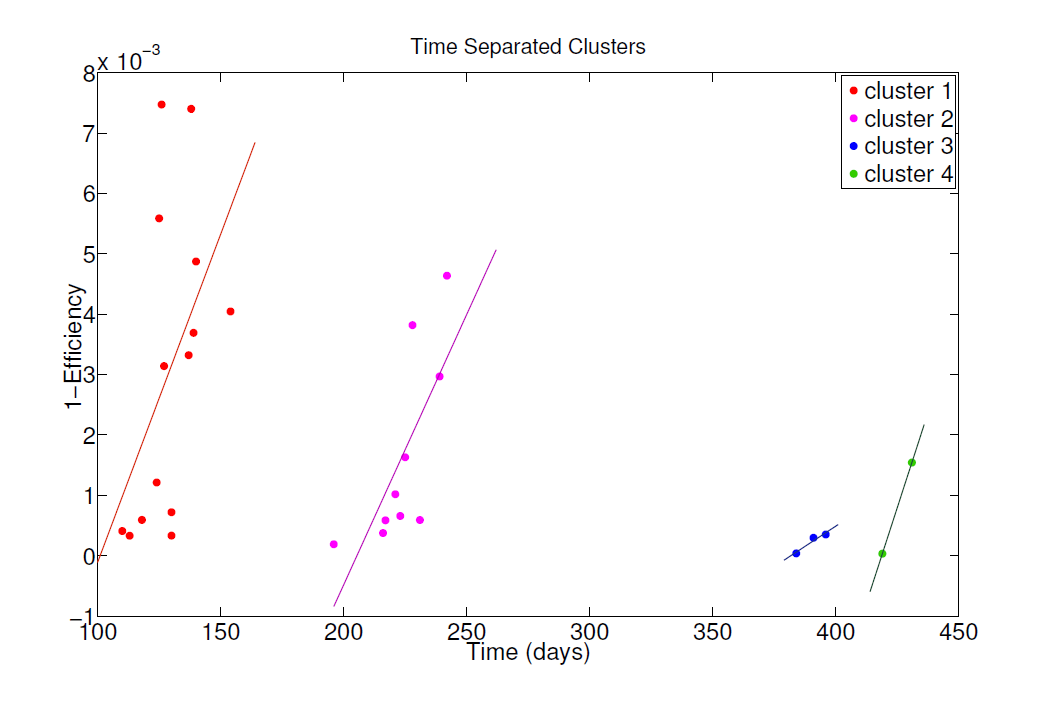 Time Separated Clusters
x 10⁻³
8
7
6
5
4
3
2
1
0
−1
1−Efficiency
cluster 1
cluster 2
cluster 3
cluster 4
100 150 200 250 300 350 400 450
Time (days)